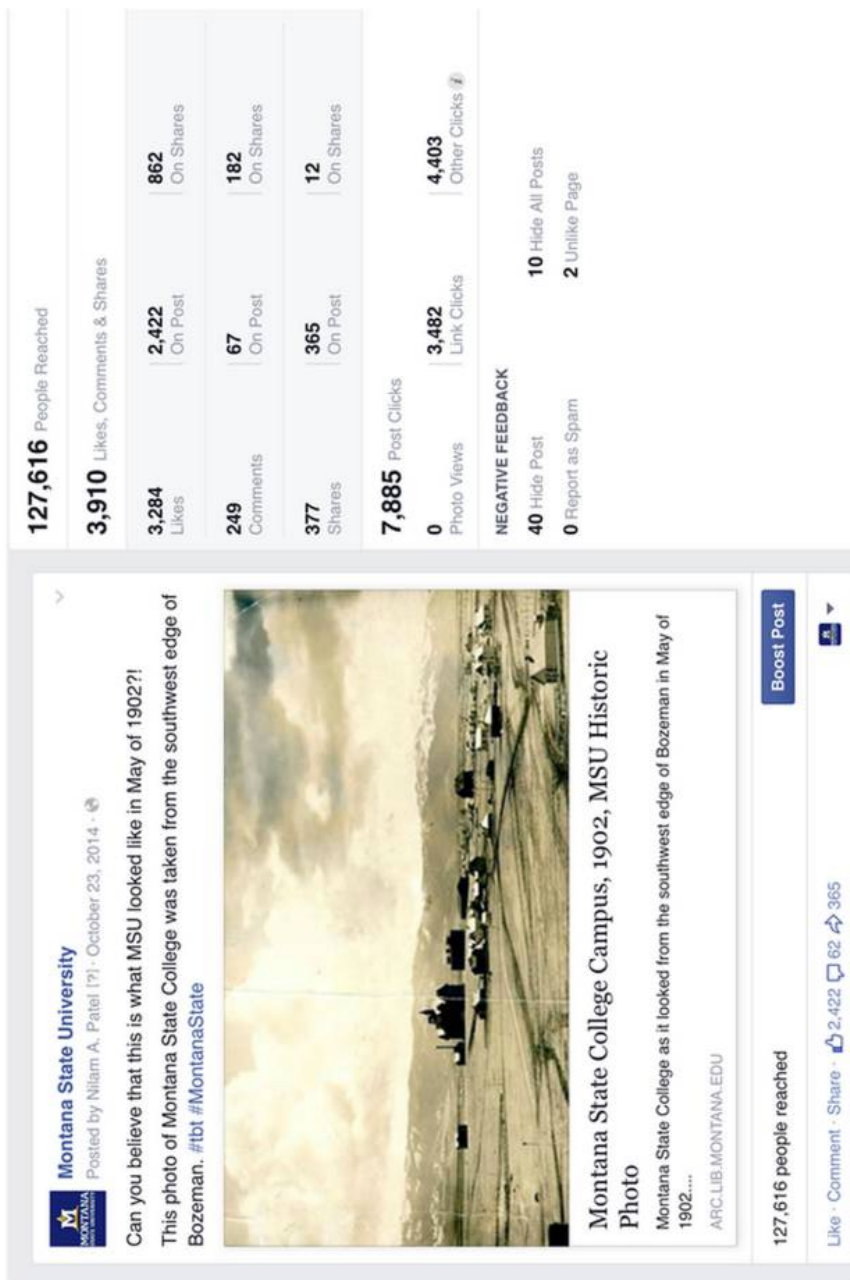 MONTANA
STATE UNIVERSITY
Montana State University
Posted by Nilam A. Patel [?] · October 23, 2014 ·
Can you believe that this is what MSU looked like in May of 1902?!
This photo of Montana State College was taken from the southwest edge of
Bozeman. #tbt #MontanaState
Montana State College Campus, 1902, MSU Historic
Photo
Montana State College as it looked from the southwest edge of Bozeman in May of
1902....
ARC.LIB.MONTANA.EDU
127,616 people reached
Boost Post
Like · Comment · Share · 2,422 62 365
127,616 People Reached
3,910 Likes, Comments & Shares
3,284 2,422 862
Likes On Post On Shares
249 67 182
Comments On Post On Shares
377 365 12
Shares On Post On Shares
7,885 Post Clicks
0 3,482 4,403
Photo Views Link Clicks Other Clicks i
NEGATIVE FEEDBACK
40 Hide Post 10 Hide All Posts
0 Report as Spam 2 Unlike Page